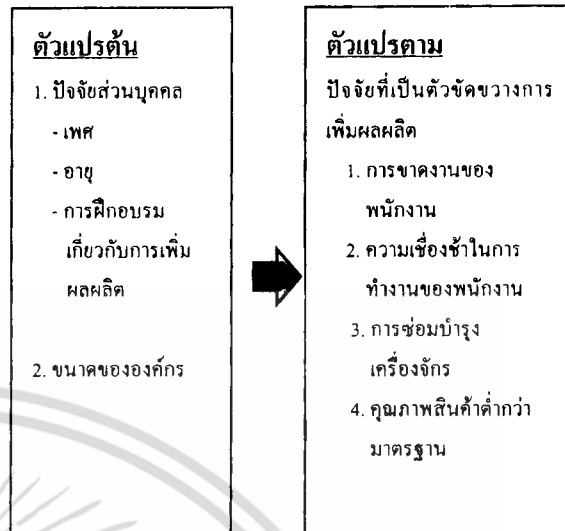 ตัวแปรต้น
1. ปัจจัยส่วนบุคคล
- เพศ
- อายุ
- การฝึกอบรม
เกี่ยวกับการเพิ่ม
ผลผลิต
2. ขนาดขององค์กร
ตัวแปรตาม
ปัจจัยที่เป็นตัวขัดขวางการ
เพิ่มผลผลิต
1. การขาดงานของ
พนักงาน
2. ความเชื่องช้าในการ
ทำงานของพนักงาน
3. การซ่อมบำรุง
เครื่องจักร
4. คุณภาพสินค้าต่ำกว่า
มาตรฐาน